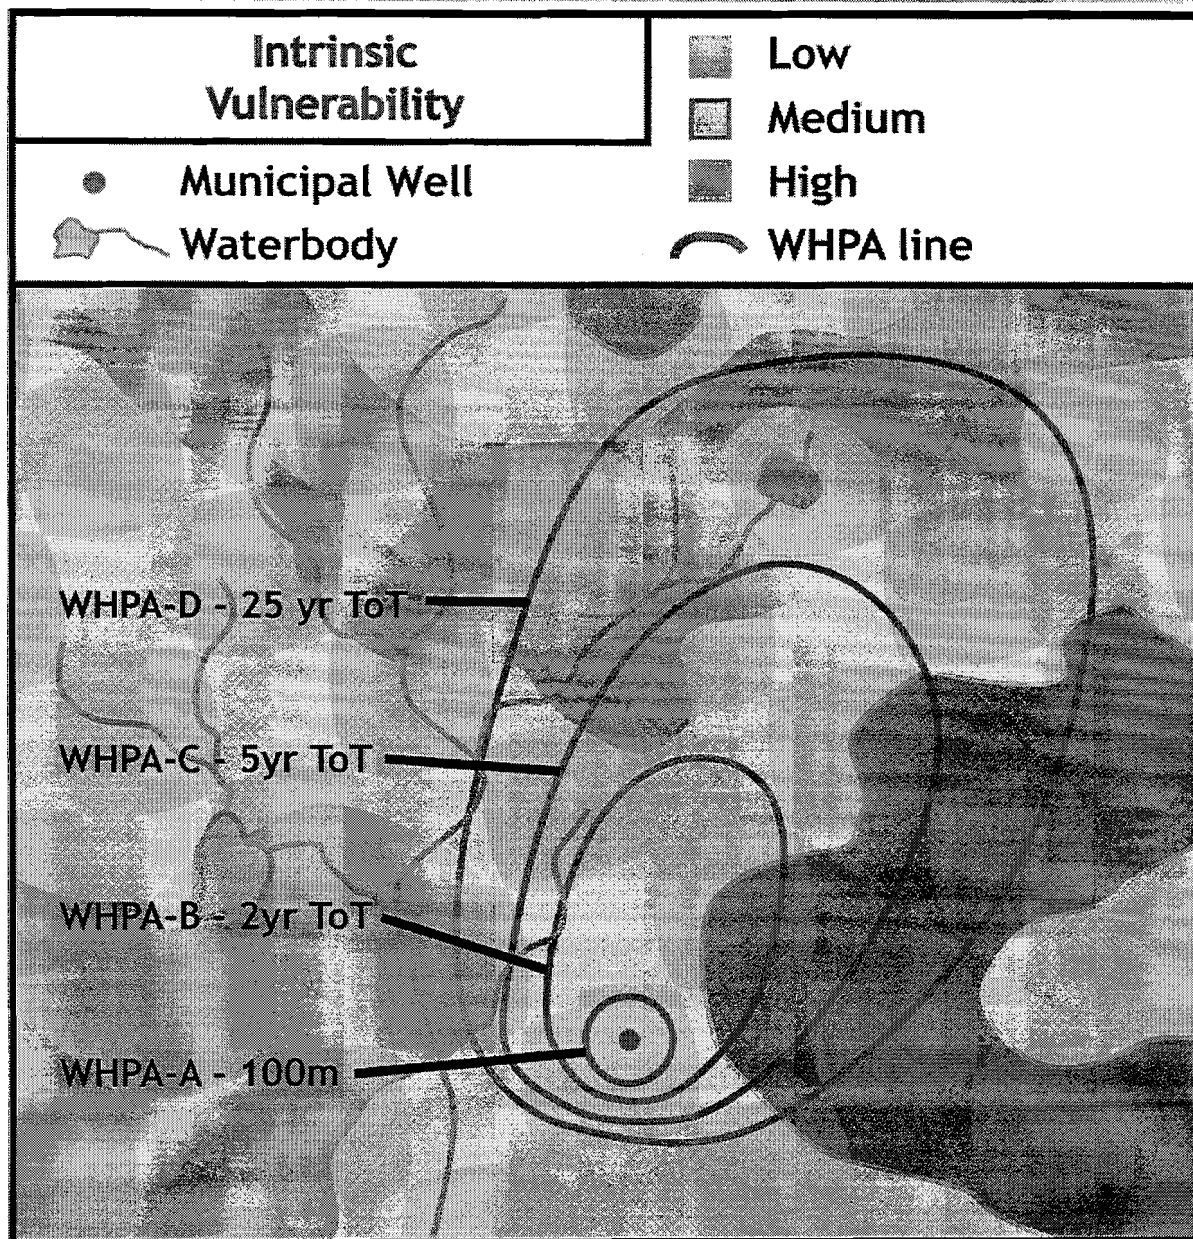 Intrinsic
Vulnerability
Municipal Well
Waterbody
Low
Medium
High
WHPA line
WHPA-D - 25 yr ToT
WHPA-C - 5yr ToT
WHPA-B - 2yr ToT
WHPA-A - 100m